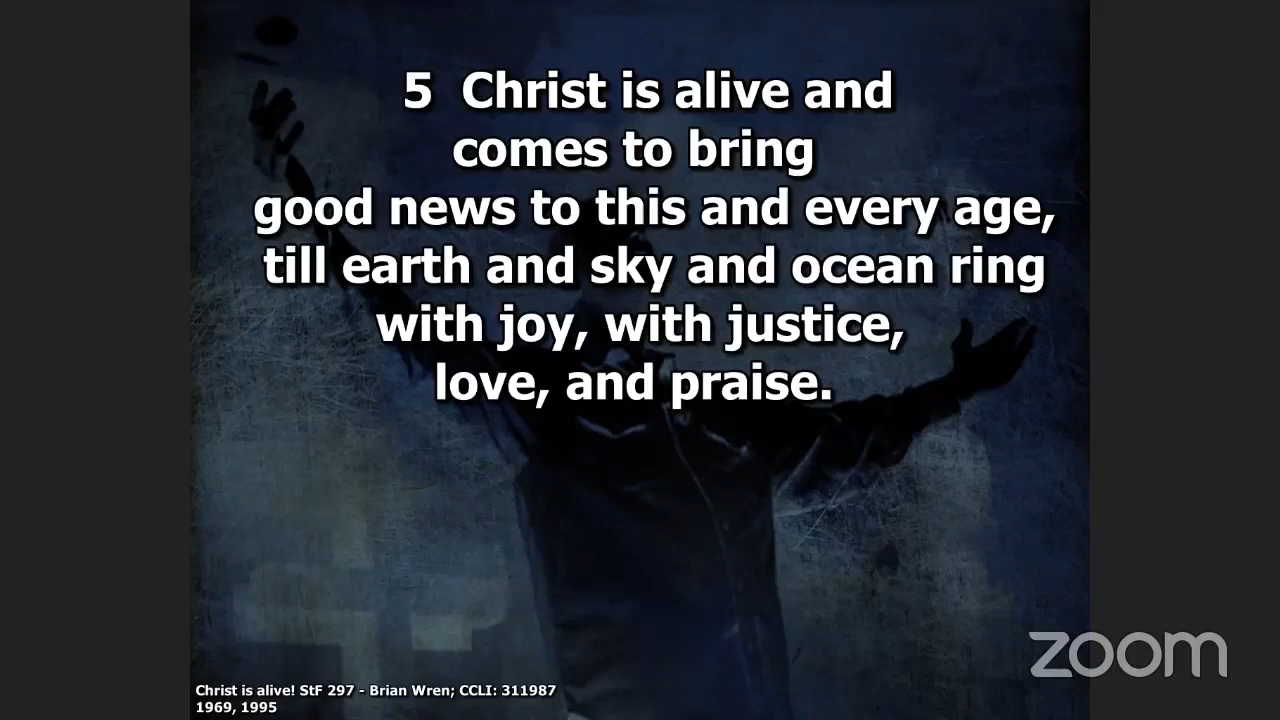 5  Christ is alive and
comes to bring
good news to this and every age,
till earth and sky and ocean ring
with joy, with justice,
love, and praise.
zoom
Christ is alive! StF 297 - Brian Wren; CCLI: 311987
1969, 1995